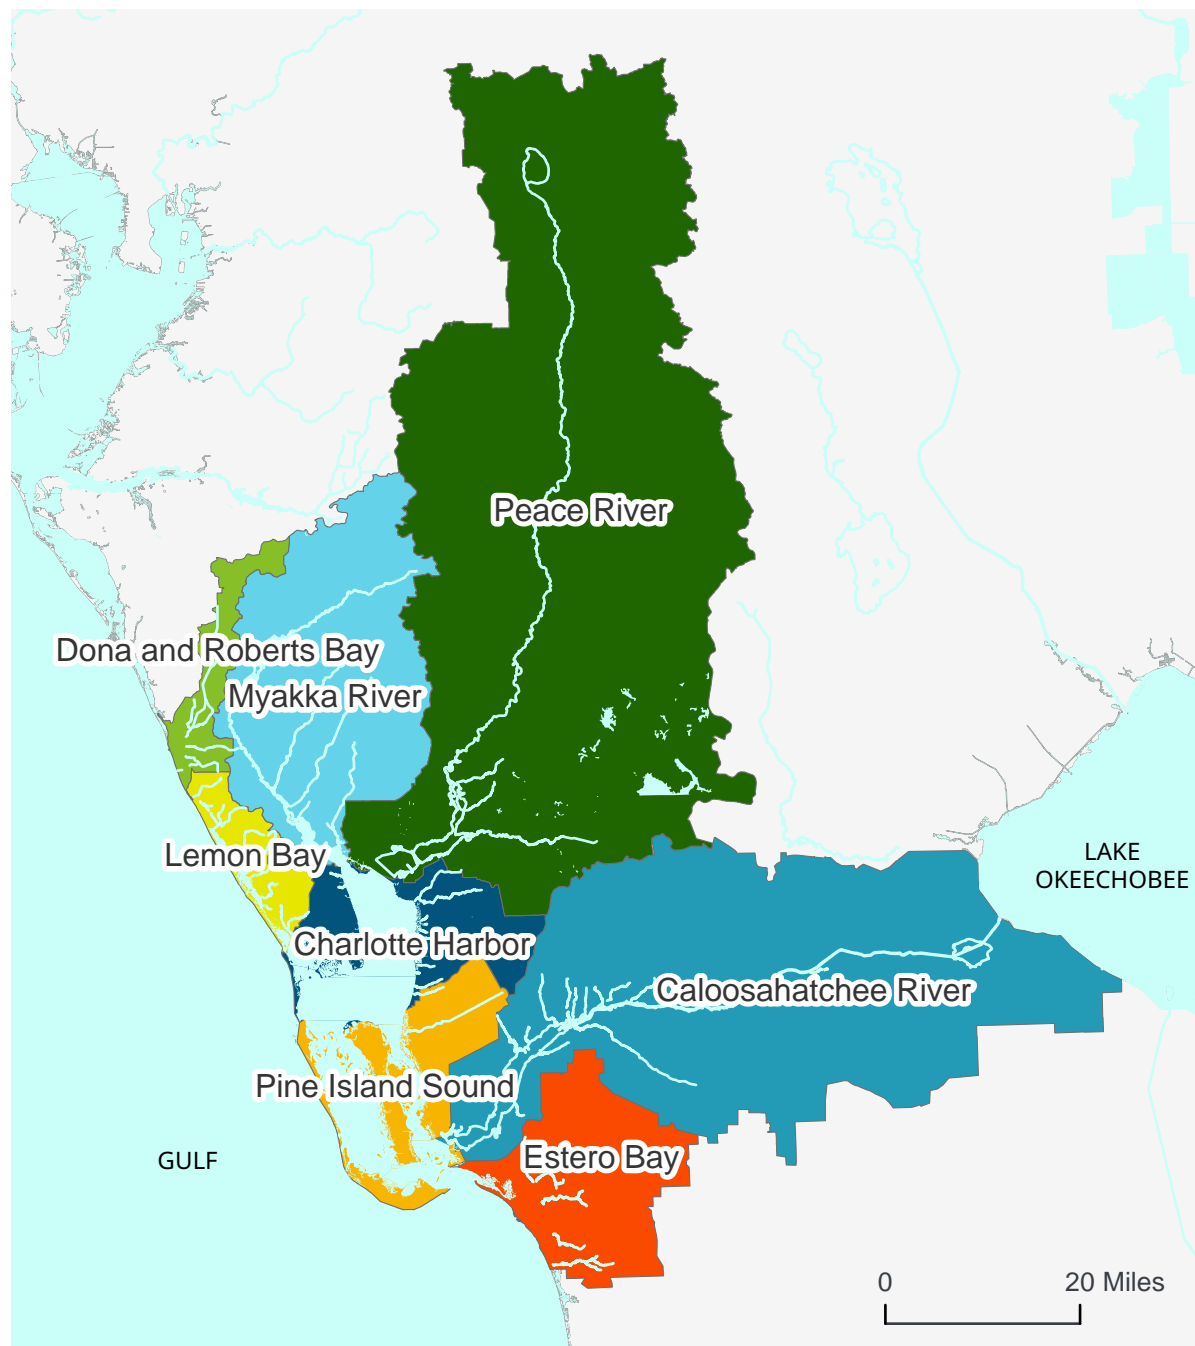 Peace River
Dona and Roberts Bay
Myakka River
Lemon Bay
LAKE
OKEECHOBEE
Charlotte Harbor
Caloosahatchee River
Pine Island Sound
GULF
Estero Bay
0 20 Miles